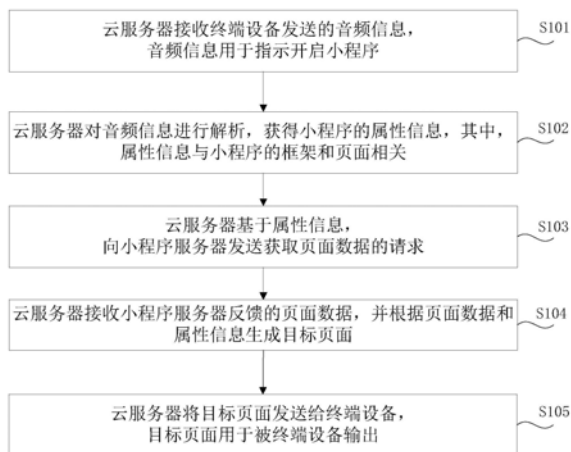 云服务器接收终端设备发送的音频信息，
音频信息用于指示开启小程序
S101
云服务器对音频信息进行解析，获得小程序的属性信息，其中，
属性信息与小程序的框架和页面相关
S102
云服务器基于属性信息，
向小程序服务器发送获取页面数据的请求
S103
云服务器接收小程序服务器反馈的页面数据，并根据页面数据和
属性信息生成目标页面
S104
云服务器将目标页面发送给终端设备，
目标页面用于被终端设备输出
S105